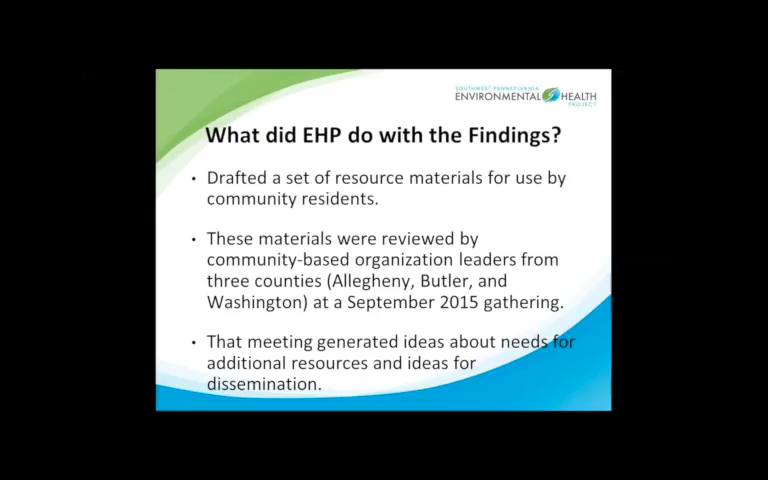 SOUTHWEST PENNSYLVANIA
ENVIRONMENTAL HEALTH
PROJECT
What did EHP do with the Findings?
• Drafted a set of resource materials for use by
community residents.
• These materials were reviewed by
community-based organization leaders from
three counties (Allegheny, Butler, and
Washington) at a September 2015 gathering.
• That meeting generated ideas about needs for
additional resources and ideas for
dissemination.